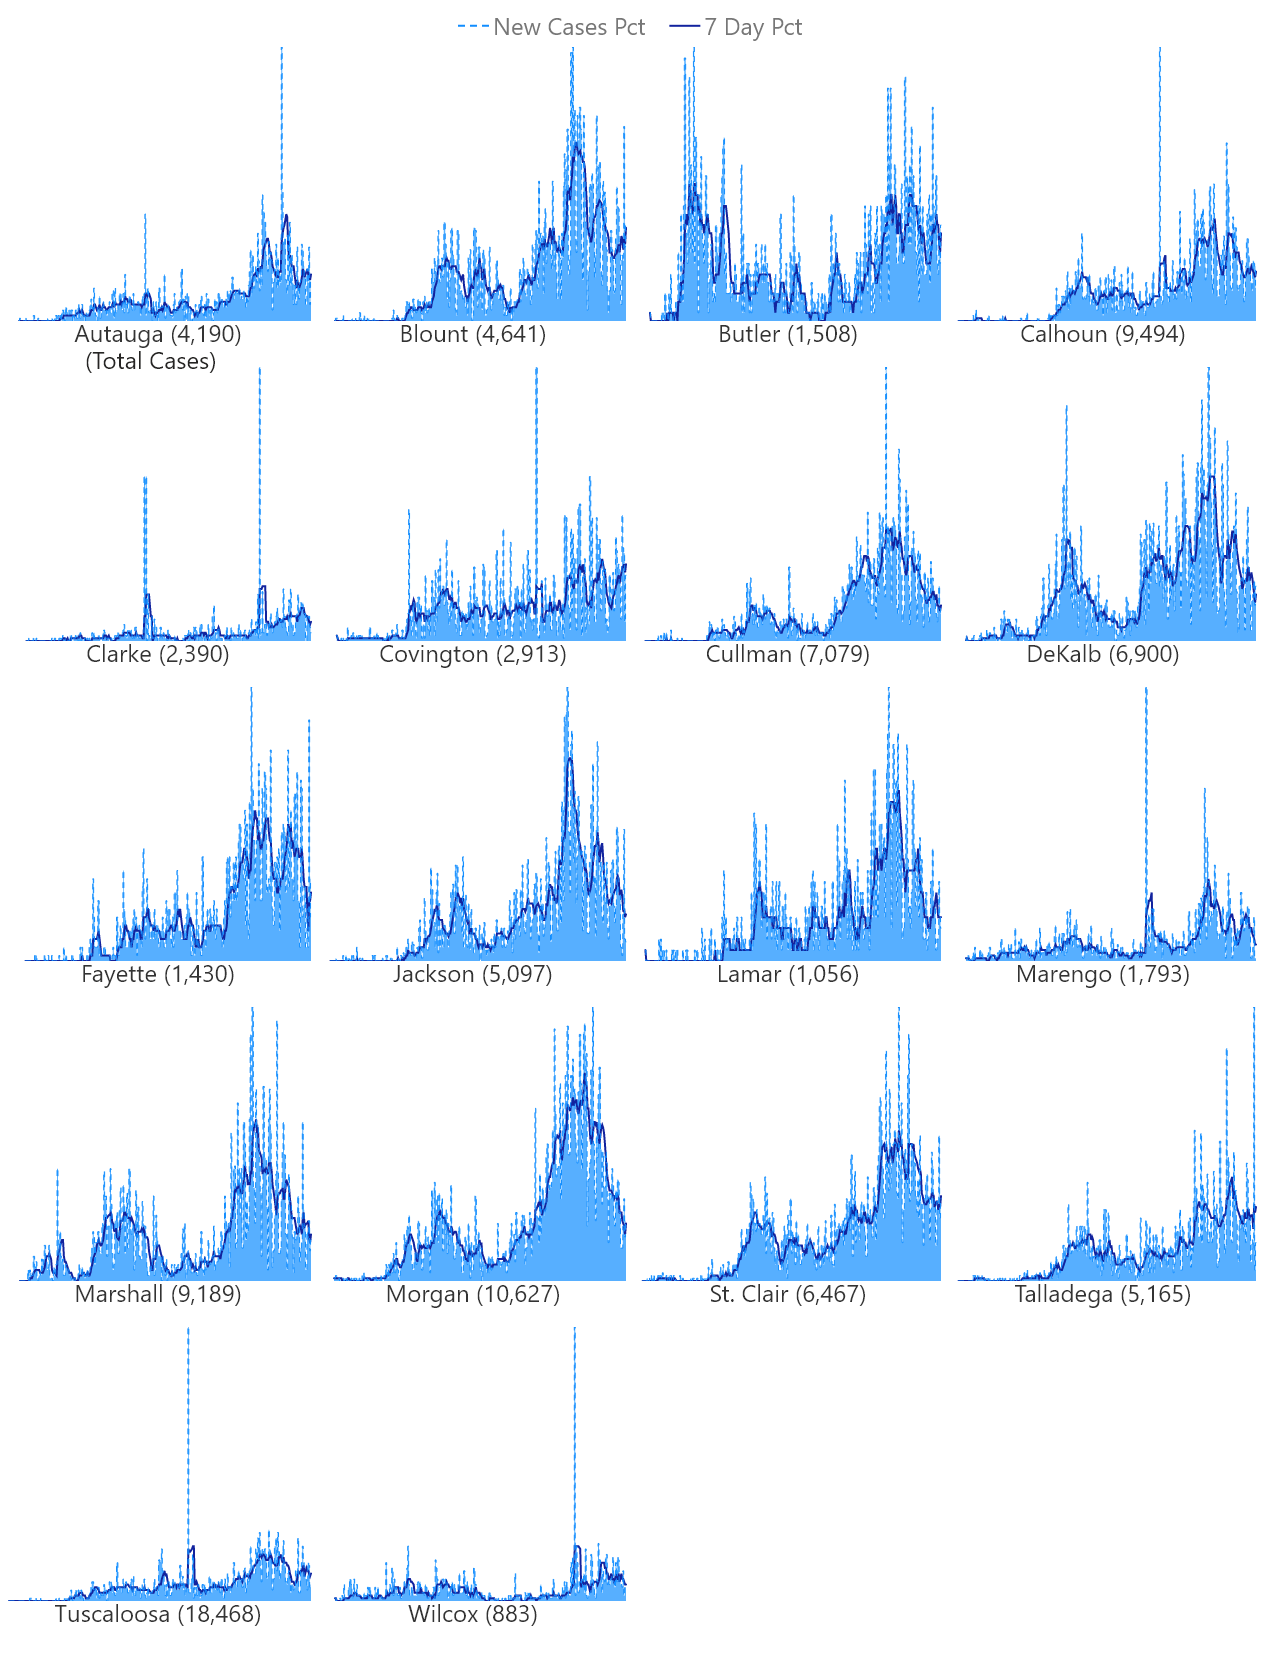 New Cases Pct 7 Day Pct
Autauga (4,190) Blount (4,641) Butler (1,508) Calhoun (9,494)
(Total Cases)
Clarke (2,390) Covington (2,913) Cullman (7,079) DeKalb (6,900)
Fayette (1,430) Jackson (5,097) Lamar (1,056) Marengo (1,793)
Marshall (9,189) Morgan (10,627) St. Clair (6,467) Talladega (5,165)
Tuscaloosa (18,468) Wilcox (883)